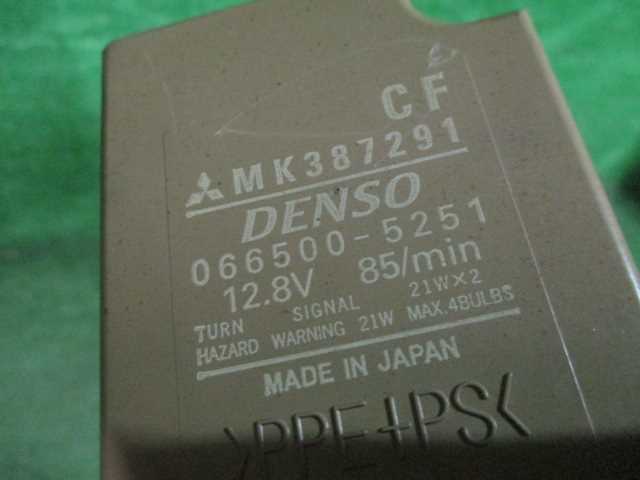 CF
MK387291
DENSO
066500-5251
12.8V 85/min
TURN SIGNAL 21W×2
HAZARD WARNING 21W MAX.4BULBS
MADE IN JAPAN
>PPE+PS<